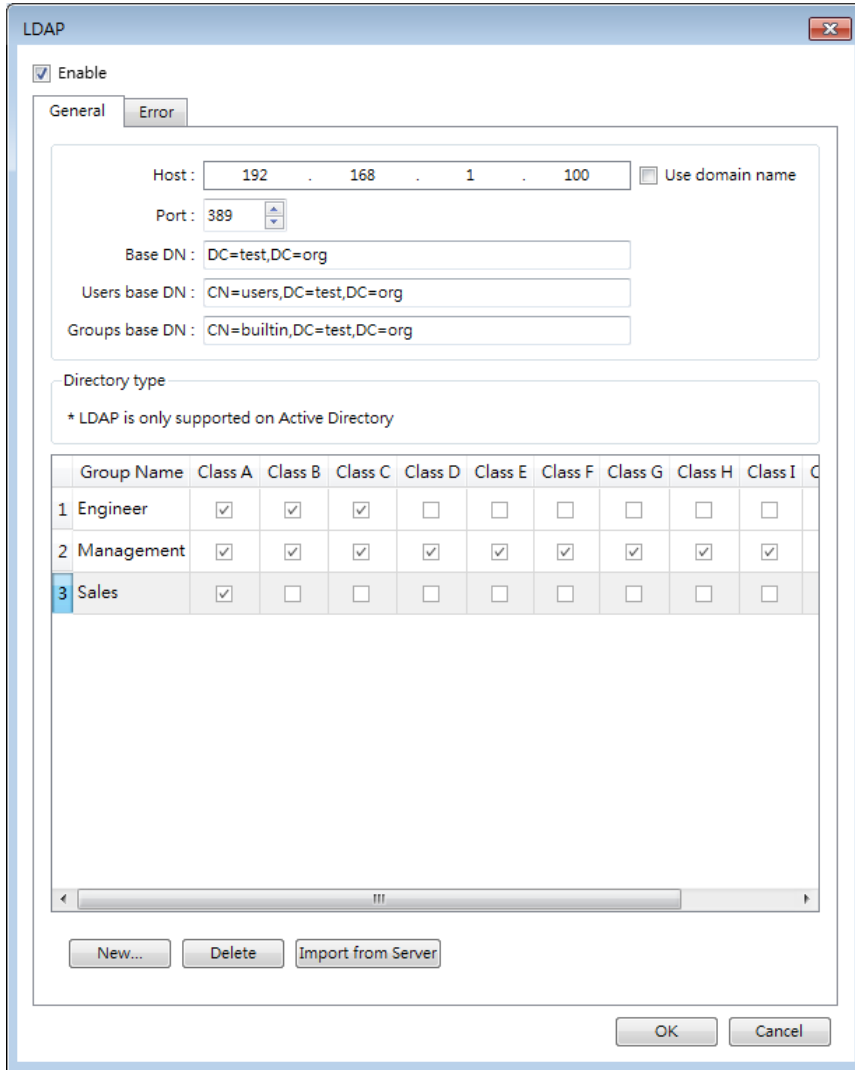 LDAP
Enable
General Error
Host : 192 . 168 . 1 . 100 Use domain name
Port : 389
Base DN : DC=test,DC=org
Users base DN : CN=users,DC=test,DC=org
Groups base DN : CN=builtin,DC=test,DC=org
Directory type
* LDAP is only supported on Active Directory
Group Name Class A Class B Class C Class D Class E Class F Class G Class H Class I C
1 Engineer
2 Management
3 Sales
New... Delete Import from Server
OK Cancel